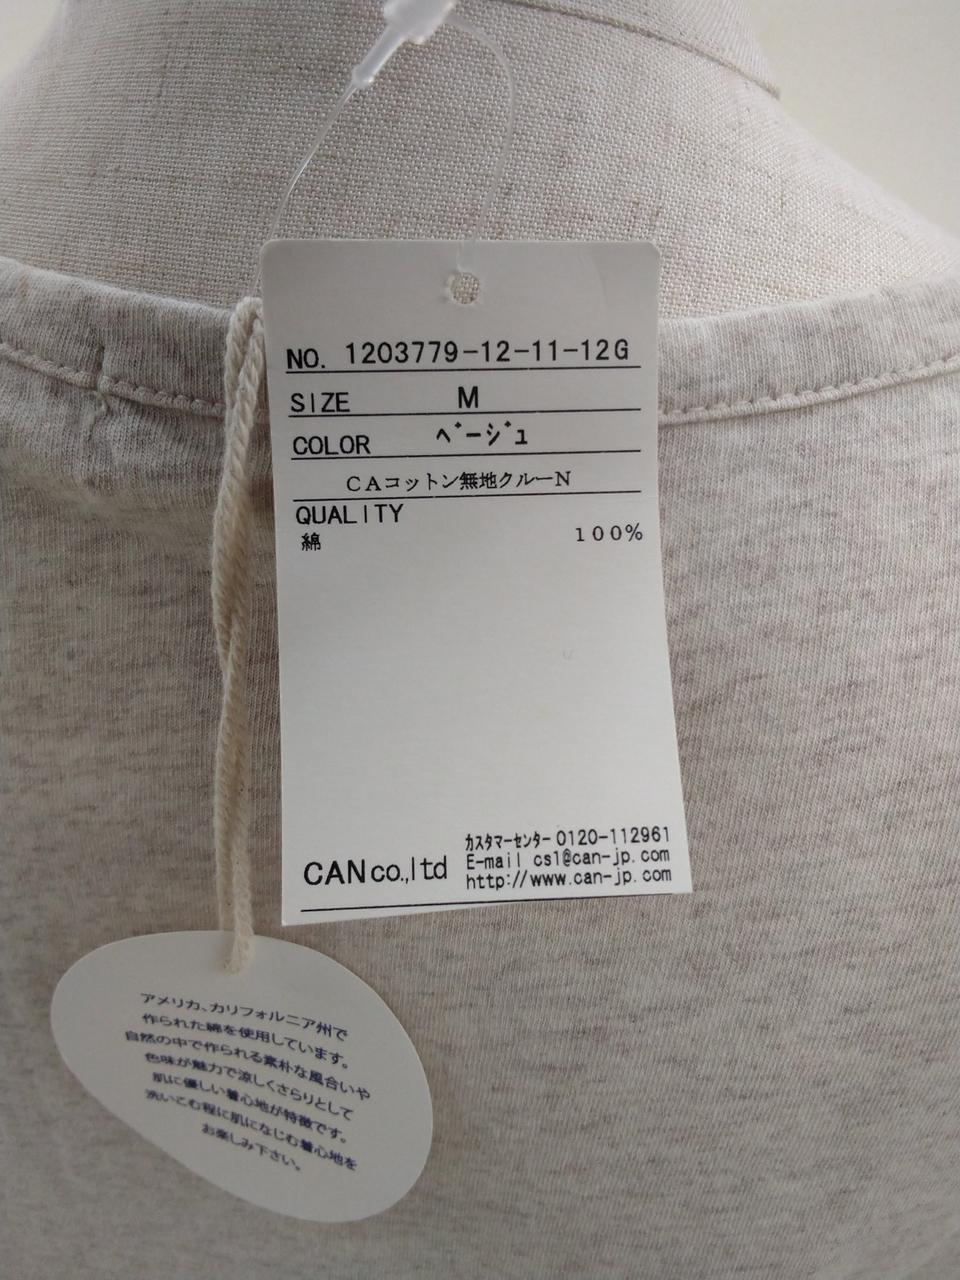 NO. 1203779-12-11-12G
SIZE M
COLOR ﾍﾞｰｼﾞｭ
CAコットン無地クルーN
QUALITY
綿 100%
CAN co.,ltd
ｶｽﾀﾏｰｾﾝﾀｰ 0120-112961
E-mail cs1@can-jp.com
http://www.can-jp.com
アメリカ、カリフォルニア州で
作られた綿を使用しています。
自然の中で作られる素朴な風合いや
色味が魅力で涼しくさらりとして
肌に優しい着心地が特徴です。
洗いこむ程に肌になじむ着心地を
お楽しみ下さい。